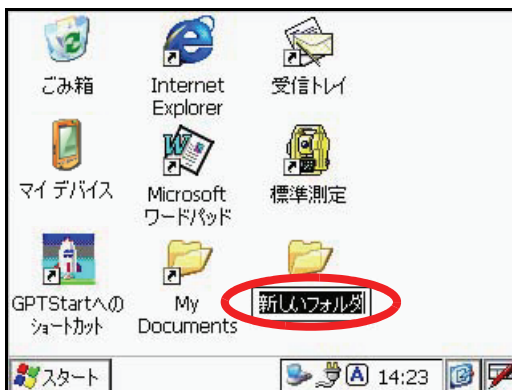 ごみ箱
Internet
Explorer
受信トレイ
マイ デバイス
Microsoft
ワードパッド
標準測定
GPTStartへの
ショートカット
My
Documents
新しいフォルダ
スタート
A
14:23